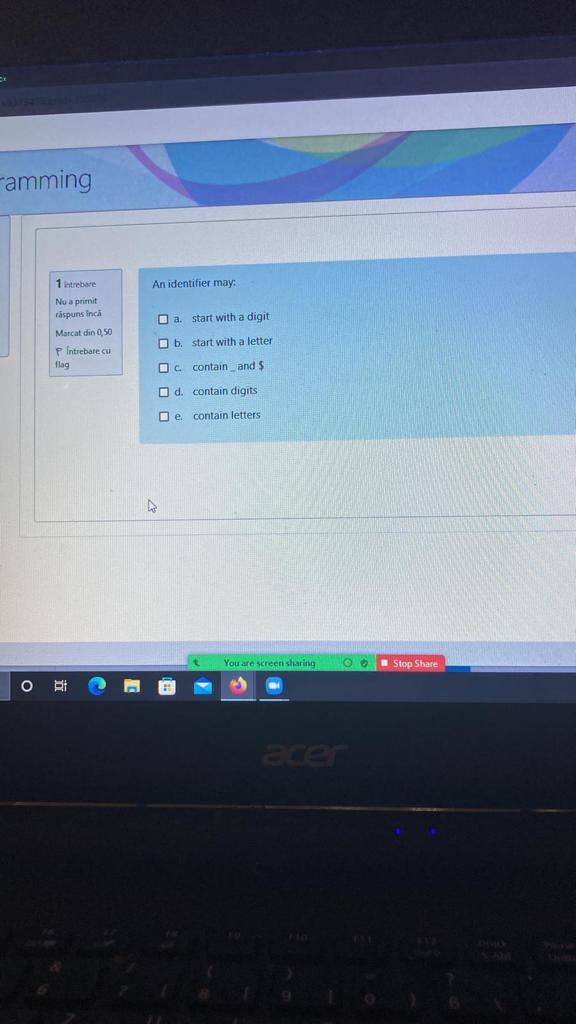 ramming
1 întrebare
Nu a primit
răspuns încă
Marcat din 0,50
Întrebare cu
flag
An identifier may:
a. start with a digit
b. start with a letter
c. contain _ and $
d. contain digits
e. contain letters
You are screen sharing
Stop Share
acer